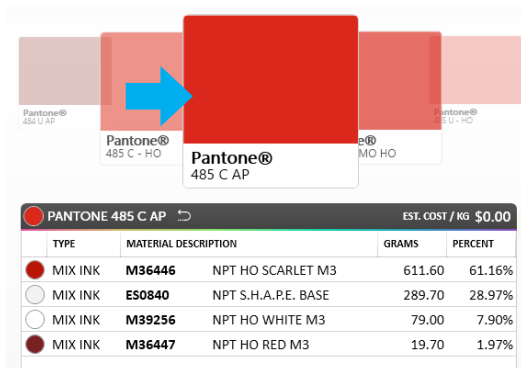 Pantone®
484 U AP
Pantone®
485 C - HO
Pantone®
485 C AP
e®
MO HO
Pantone®
485 U - HO
PANTONE 485 C AP EST. COST / KG $0.00
TYPE MATERIAL DESCRIPTION GRAMS PERCENT
MIX INK M36446 NPT HO SCARLET M3 611.60 61.16%
MIX INK ES0840 NPT S.H.A.P.E. BASE 289.70 28.97%
MIX INK M39256 NPT HO WHITE M3 79.00 7.90%
MIX INK M36447 NPT HO RED M3 19.70 1.97%